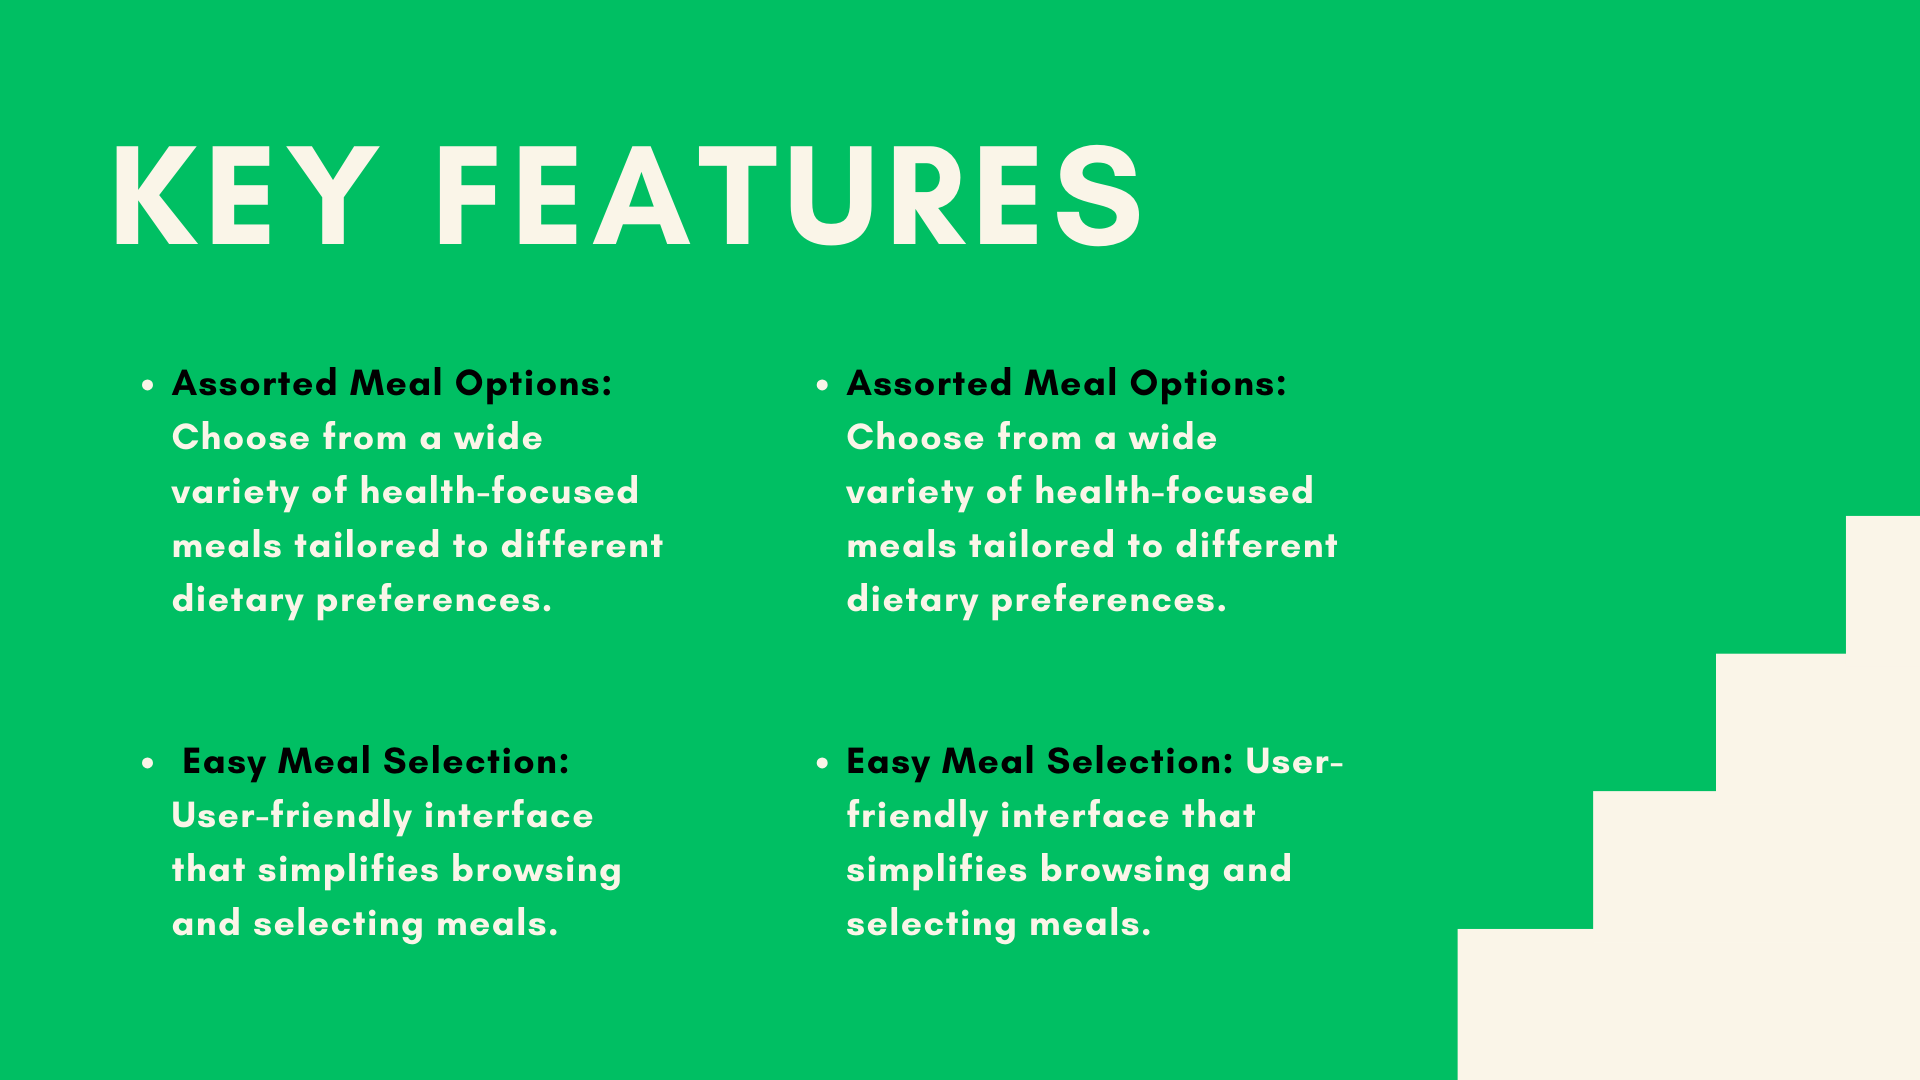 KEY FEATURES
• Assorted Meal Options:
Choose from a wide
variety of health-focused
meals tailored to different
dietary preferences.
• Easy Meal Selection:
User-friendly interface
that simplifies browsing
and selecting meals.
• Assorted Meal Options:
Choose from a wide
variety of health-focused
meals tailored to different
dietary preferences.
• Easy Meal Selection: User-
friendly interface that
simplifies browsing and
selecting meals.